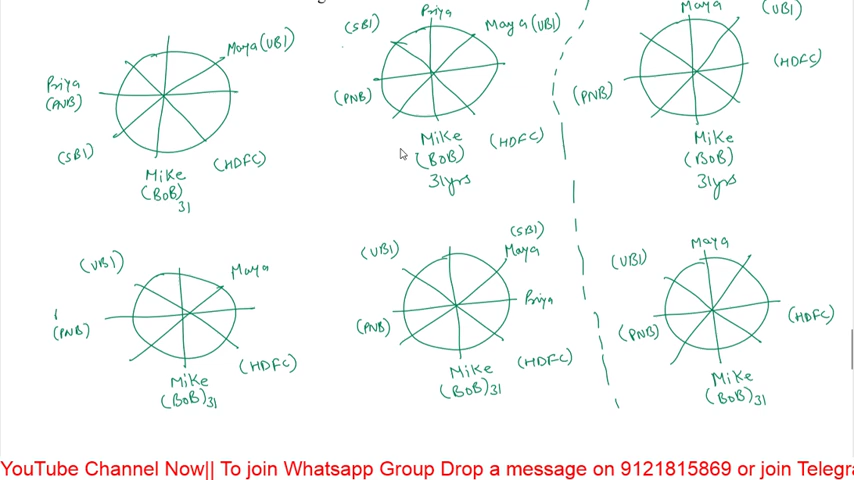 Maya (UBI)
Priya
(PNB)
(SBI)
Mike
(BOB)
31
(HDFC)
(SBI)
Priya
Maya (UBI)
(PNB)
Mike
(BOB)
31yrs
(HDFC)
Maya
(UBI)
(HDFC)
(PNB)
Mike
(BOB)
31yrs
(UBI)
Maya
(PNB)
(HDFC)
Mike
(BOB) 31
(UBI)
(SBI)
Maya
Priya
(PNB)
(HDFC)
Mike
(BOB) 31
Maya
(UBI)
(HDFC)
(PNB)
Mike
(BOB) 31
YouTube Channel Now|| To join Whatsapp Group Drop a message on 9121815869 or join Telegra